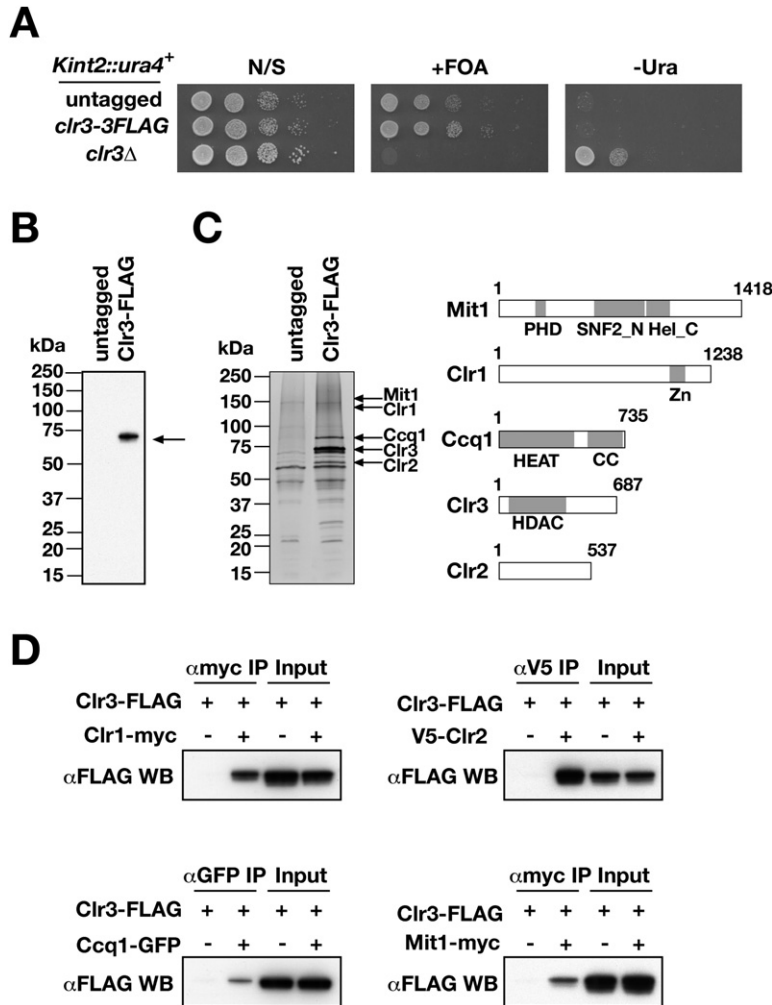 A
Kint2::ura4+ N/S +FOA -Ura
untagged
clr3-3FLAG
clr3Δ
B
untagged
Clr3-FLAG
kDa
250
150
100
75
50
37
25
20
15
C
untagged
Clr3-FLAG
kDa
250
150
100
75
50
37
25
20
15
Mit1
Clr1
Ccq1
Clr3
Clr2
1 1418
Mit1
PHD SNF2_N Hel_C
1 1238
Clr1
Zn
1 735
Ccq1
HEAT CC
1 687
Clr3
HDAC
1 537
Clr2
D
αmyc IP Input
Clr3-FLAG + + + +
Clr1-myc - + - +
αFLAG WB
αV5 IP Input
Clr3-FLAG + + + +
V5-Clr2 - + - +
αFLAG WB
αGFP IP Input
Clr3-FLAG + + + +
Ccq1-GFP - + - +
αFLAG WB
αmyc IP Input
Clr3-FLAG + + + +
Mit1-myc - + - +
αFLAG WB